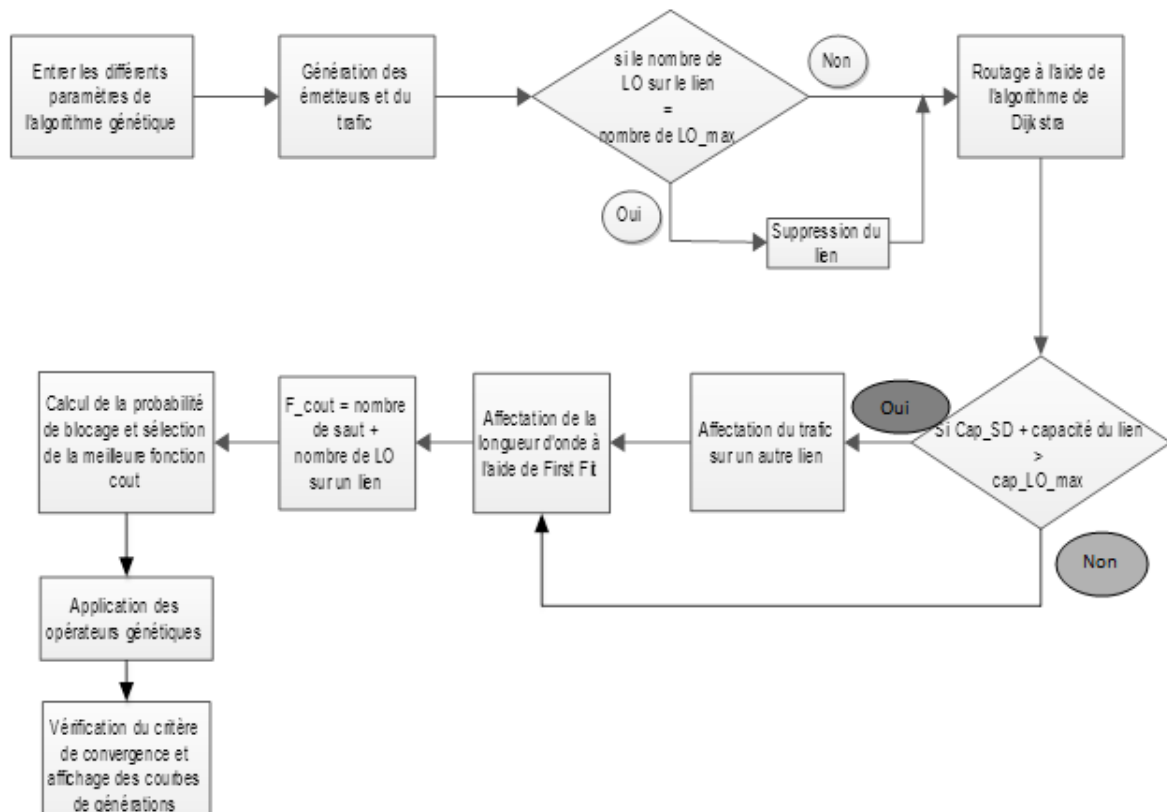 Entrer les différents
paramètres de
l'algorithme génétique
Génération des
émetteurs et du
trafic
si le nombre de
LO sur le lien
=
nombre de LO_max
Non
Oui
Suppression du
lien
Routage à l'aide de
l'algorithme de
Dijkstra
Si Cap_SD + capacité du lien
>
cap_LO_max
Oui
Non
Affectation du trafic
sur un autre lien
Affectation de la
longueur d'onde à
l'aide de First Fit
F_cout = nombre
de saut +
nombre de LO
sur un lien
Calcul de la probabilité
de blocage et sélection
de la meilleure fonction
cout
Application des
opérateurs génétiques
Vérification du critère
de convergence et
affichage des courbes
de générations